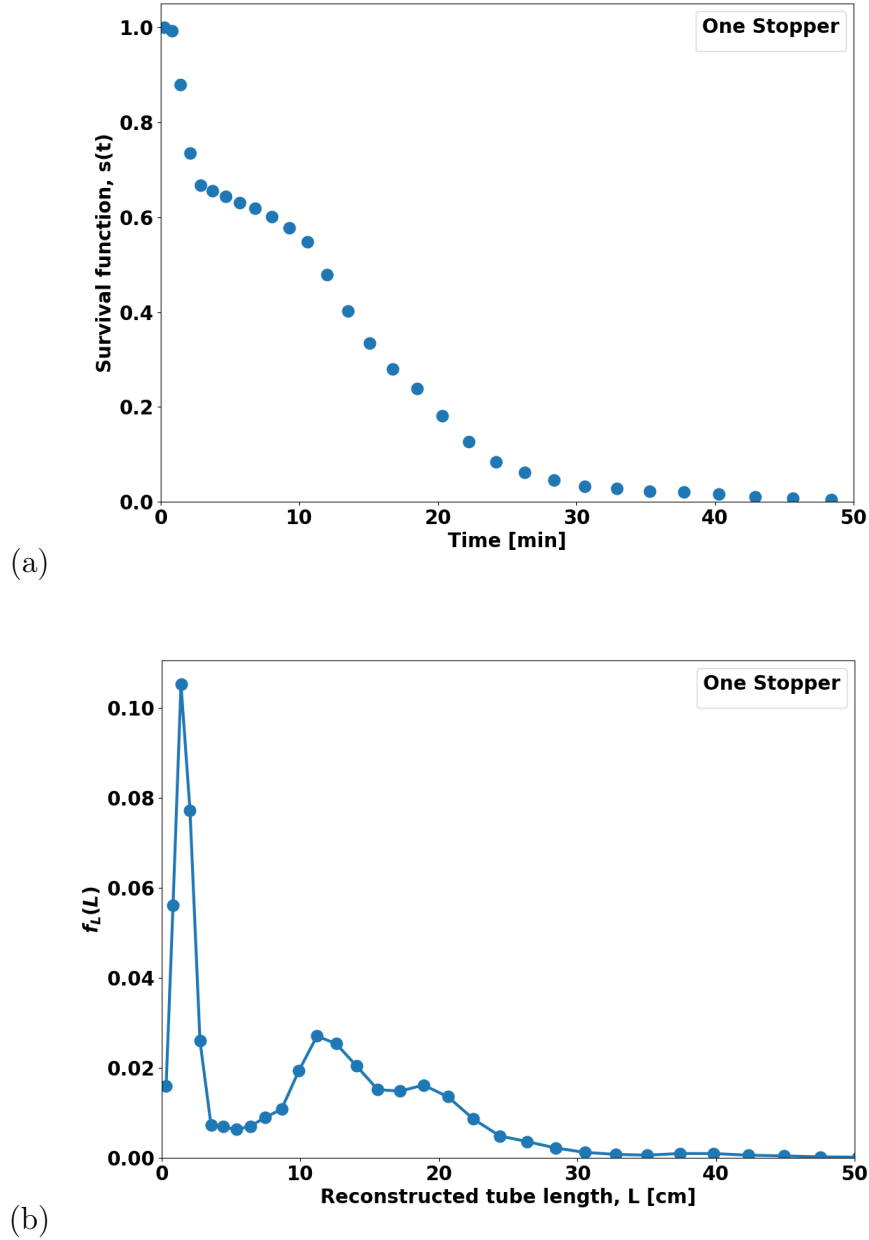 One Stopper
1.0
0.8
0.6
0.4
0.2
0.0
Survival function, s(t)
0 10 20 30 40 50
Time [min]
(a)
One Stopper
0.10
0.08
0.06
0.04
0.02
0.00
f_L(L)
0 10 20 30 40 50
Reconstructed tube length, L [cm]
(b)